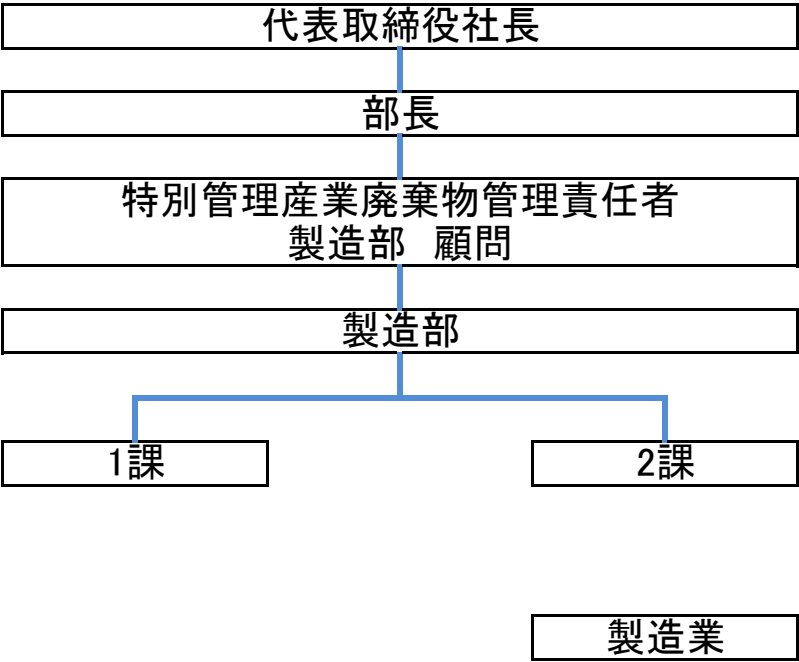 代表取締役社長
部長
特別管理産業廃棄物管理責任者
製造部　顧問
製造部
1課
2課
製造業